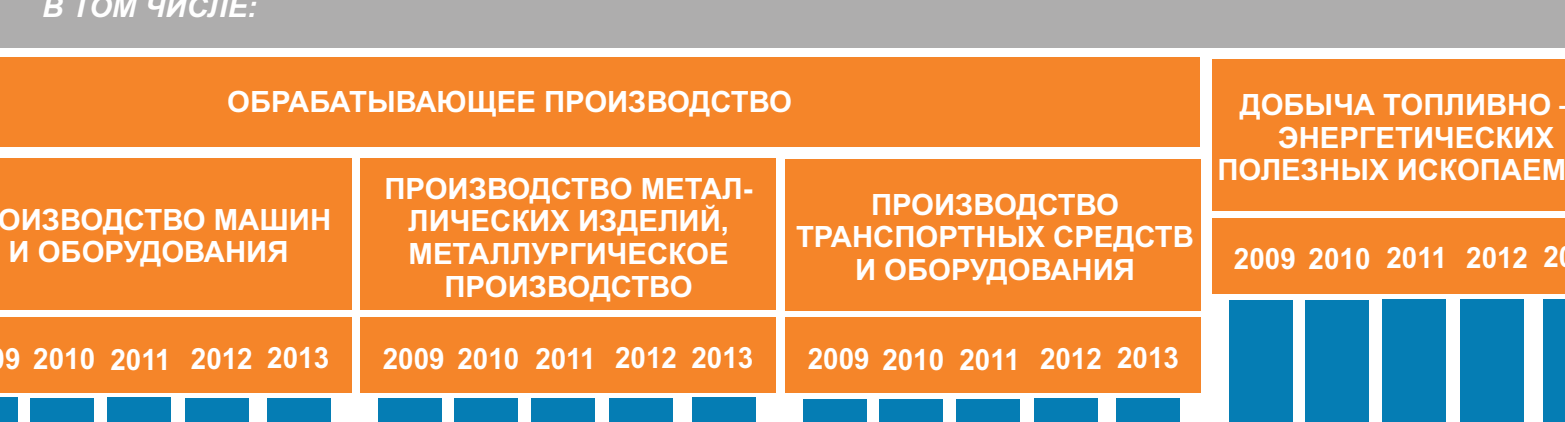 В ТОМ ЧИСЛЕ:
ОБРАБАТЫВАЮЩЕЕ ПРОИЗВОДСТВО
ДОБЫЧА ТОПЛИВНО -
ЭНЕРГЕТИЧЕСКИХ
ПОЛЕЗНЫХ ИСКОПАЕМ
ОИЗВОДСТВО МАШИН
И ОБОРУДОВАНИЯ
ПРОИЗВОДСТВО МЕТАЛ-
ЛИЧЕСКИХ ИЗДЕЛИЙ,
МЕТАЛЛУРГИЧЕСКОЕ
ПРОИЗВОДСТВО
ПРОИЗВОДСТВО
ТРАНСПОРТНЫХ СРЕДСТВ
И ОБОРУДОВАНИЯ
2009 2010 2011 2012 20
09 2010 2011 2012 2013
2009 2010 2011 2012 2013
2009 2010 2011 2012 2013